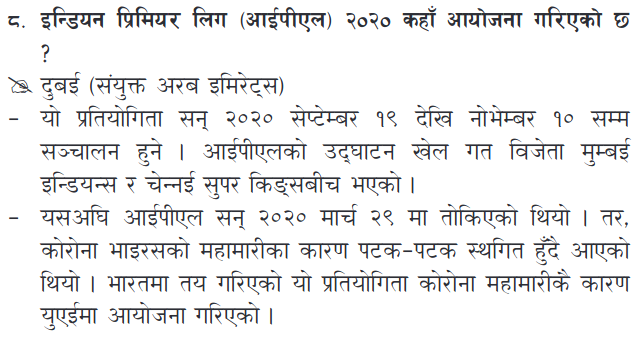 ८. इन्डियन प्रिमियर लिग (आईपीएल) २०२० कहाँ आयोजना गरिएको छ
?
दुबई (संयुक्त अरब इमिरेट्स)
- यो प्रतियोगिता सन् २०२० सेप्टेम्बर १९ देखि नोभेम्बर १० सम्म
सञ्चालन हुने । आईपीएलको उद्घाटन खेल गत विजेता मुम्बई
इन्डियन्स र चेन्नई सुपर किङ्सबीच भएको ।
- यसअघि आईपीएल सन् २०२० मार्च २९ मा तोकिएको थियो । तर,
कोरोना भाइरसको महामारीका कारण पटक-पटक स्थगित हुँदै आएको
थियो । भारतमा तय गरिएको यो प्रतियोगिता कोरोना महामारीकै कारण
युएईमा आयोजना गरिएको ।